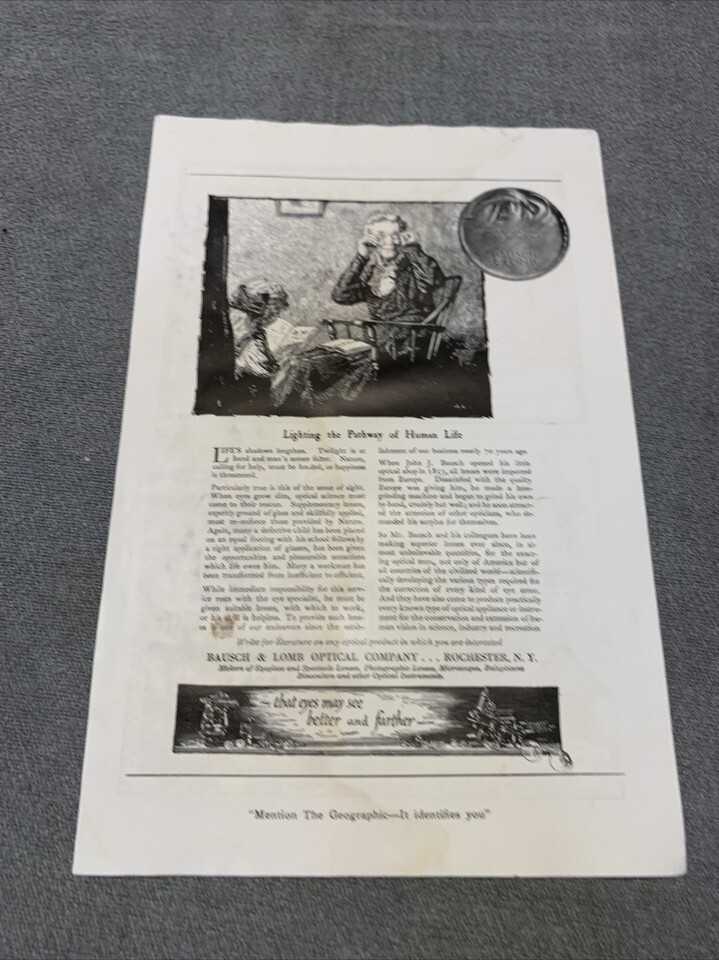 Lighting the Pathway of Human Life
LIFE'S shadows lengthen. Twilight is at
hand and man's senses falter. Nature,
calling for help, must be heeded, or happiness
is threatened.
Particularly true is this of the sense of sight.
When eyes grow dim, optical science must
come to their rescue. Supplementary lenses,
expertly ground of glass and skillfully applied,
must re-enforce those provided by Nature.
Again, many a defective child has been placed
on an equal footing with his school fellows by
a right application of glasses, has been given
the opportunities and pleasurable sensations
which life owes him. Many a workman has
been transformed from inefficient to efficient.
While immediate responsibility for this serv-
ice rests with the eye specialist, he must be
given suitable lenses, with which to work,
or his skill is helpless. To provide such lens-
es is one of our endeavors since the estab-
lishment of our business nearly 70 years ago.
When John J. Bausch opened his little
optical shop in 1853, all lenses were imported
from Europe. Dissatisfied with the quality
Europe was giving him, he made a lens-
grinding machine and began to grind his own
by hand, crudely but well; and he soon attract-
ed the attention of other opticians, who de-
manded his surplus for themselves.
So Mr. Bausch and his colleagues have been
making superior lenses ever since, in al-
most unbelievable quantities, for the exact-
ing optical men, not only of America but of
all countries of the civilized world—scientifi-
cally developing the various types required for
the correction of every kind of eye error.
And they have also come to produce practically
every known type of optical appliance or instru-
ment for the conservation and extension of hu-
man vision in science, industry and recreation
Write for literature on any optical product in which you are interested
BAUSCH & LOMB OPTICAL COMPANY . . . ROCHESTER, N. Y.
Makers of Eyeglass and Spectacle Lenses, Photographic Lenses, Microscopes, Balopticons
Binoculars and other Optical Instruments.
—that eyes may see
better and farther—
"Mention The Geographic—It identifies you"